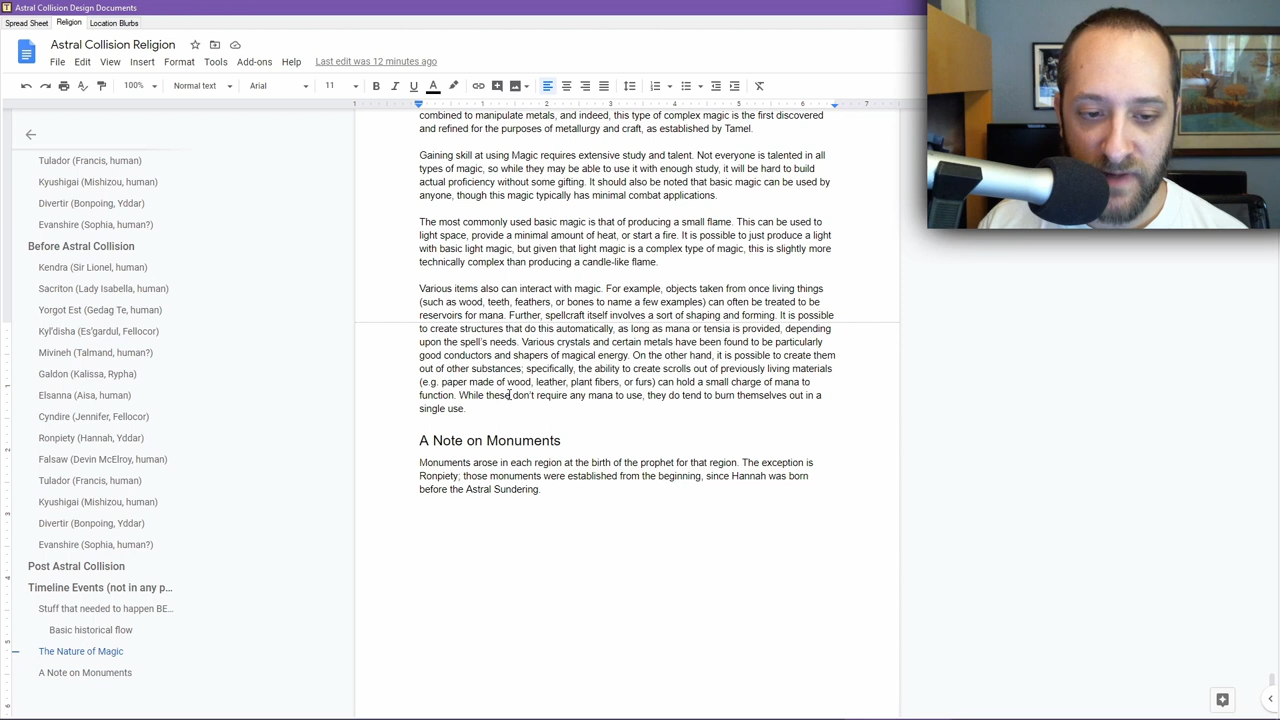 Astral Collision Design Documents
Spread Sheet Religion Location Blurbs
Astral Collision Religion
File Edit View Insert Format Tools Add-ons Help Last edit was 12 minutes ago
100% Normal text Arial 11
1 1 2 3 4 5 6 7
combined to manipulate metals, and indeed, this type of complex magic is the first discovered
and refined for the purposes of metallurgy and craft, as established by Tamel.
Gaining skill at using Magic requires extensive study and talent. Not everyone is talented in all
types of magic, so while they may be able to use it with enough study, it will be hard to build
actual proficiency without some gifting. It should also be noted that basic magic can be used by
anyone, though this magic typically has minimal combat applications.
The most commonly used basic magic is that of producing a small flame. This can be used to
light space, provide a minimal amount of heat, or start a fire. It is possible to just produce a light
with basic light magic, but given that light magic is a complex type of magic, this is slightly more
technically complex than producing a candle-like flame.
Various items also can interact with magic. For example, objects taken from once living things
(such as wood, teeth, feathers, or bones to name a few examples) can often be treated to be
reservoirs for mana. Further, spellcraft itself involves a sort of shaping and forming. It is possible
to create structures that do this automatically, as long as mana or tensia is provided, depending
upon the spell's needs. Various crystals and certain metals have been found to be particularly
good conductors and shapers of magical energy. On the other hand, it is possible to create them
out of other substances; specifically, the ability to create scrolls out of previously living materials
(e.g. paper made of wood, leather, plant fibers, or furs) can hold a small charge of mana to
function. While these don't require any mana to use, they do tend to burn themselves out in a
single use.
A Note on Monuments
Monuments arose in each region at the birth of the prophet for that region. The exception is
Ronpiety; those monuments were established from the beginning, since Hannah was born
before the Astral Sundering.
Tulador (Francis, human)
Kyushigai (Mishizou, human)
Divertir (Bonpoing, Yddar)
Evanshire (Sophia, human?)
Before Astral Collision
Kendra (Sir Lionel, human)
Sacriton (Lady Isabella, human)
Yorgot Est (Gedag Te, human)
Kyl'disha (Es'gardul, Fellocor)
Mivineh (Talmand, human)
Galdon (Kalissa, Rypha)
Elsanna (Aisa, human)
Cyndire (Jennifer, Fellocor)
Ronpiety (Hannah, Yddar)
Falsaw (Devin McElroy, human)
Tulador (Francis, human)
Kyushigai (Mishizou, human)
Divertir (Bonpoing, Yddar)
Evanshire (Sophia, human?)
Post Astral Collision
Timeline Events (not in any p...
Stuff that needed to happen BE...
Basic historical flow
The Nature of Magic
A Note on Monuments